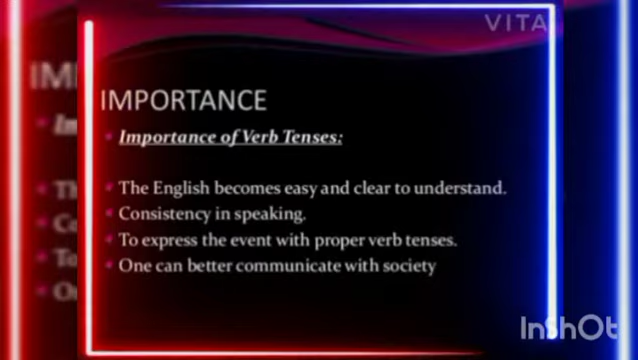 VITA
IMPORTANCE
Importance of Verb Tenses:
The English becomes easy and clear to understand.
Consistency in speaking.
To express the event with proper verb tenses.
One can better communicate with society
InShOt